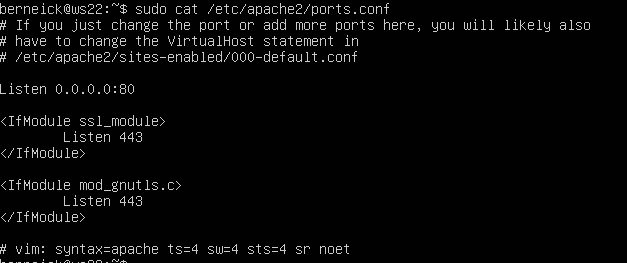 berneick@ws22:~$ sudo cat /etc/apache2/ports.conf
# If you just change the port or add more ports here, you will likely also
# have to change the VirtualHost statement in
# /etc/apache2/sites-enabled/000-default.conf
Listen 0.0.0.0:80
<IfModule ssl_module>
Listen 443
</IfModule>
<IfModule mod_gnutls.c>
Listen 443
</IfModule>
# vim: syntax=apache ts=4 sw=4 sts=4 sr noet
berneick@ws22:~$